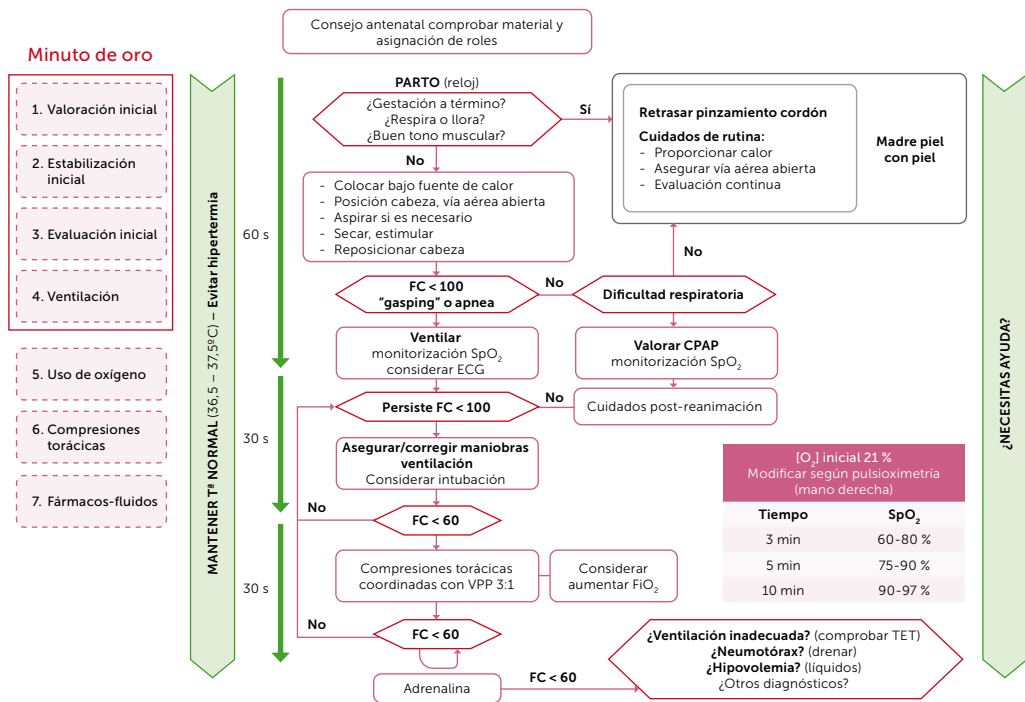 Consejo antenatal comprobar material y
asignación de roles
Minuto de oro
1. Valoración inicial
2. Estabilización
inicial
3. Evaluación inicial
4. Ventilación
5. Uso de oxígeno
6. Compresiones
torácicas
7. Fármacos-fluidos
MANTENER Tª NORMAL (36,5 – 37,5ºC) – Evitar hipertermia
60 s
30 s
30 s
PARTO (reloj)
¿Gestación a término?
¿Respira o llora?
¿Buen tono muscular?
Sí
Retrasar pinzamiento cordón
Cuidados de rutina:
- Proporcionar calor
- Asegurar vía aérea abierta
- Evaluación continua
Madre piel
con piel
No
- Colocar bajo fuente de calor
- Posición cabeza, vía aérea abierta
- Aspirar si es necesario
- Secar, estimular
- Reposicionar cabeza
No
FC < 100
"gasping" o apnea
No
Dificultad respiratoria
Ventilar
monitorización SpO₂
considerar ECG
Valorar CPAP
monitorización SpO₂
Persiste FC < 100
No
Cuidados post-reanimación
Asegurar/corregir maniobras
ventilación
Considerar intubación
No
FC < 60
Compresiones torácicas
coordinadas con VPP 3:1
Considerar
aumentar FiO₂
No
FC < 60
Adrenalina
FC < 60
¿Ventilación inadecuada? (comprobar TET)
¿Neumotórax? (drenar)
¿Hipovolemia? (líquidos)
¿Otros diagnósticos?
[O₂] inicial 21 %
Modificar según pulsioximetría
(mano derecha)
Tiempo SpO₂
3 min 60-80 %
5 min 75-90 %
10 min 90-97 %
¿NECESITAS AYUDA?